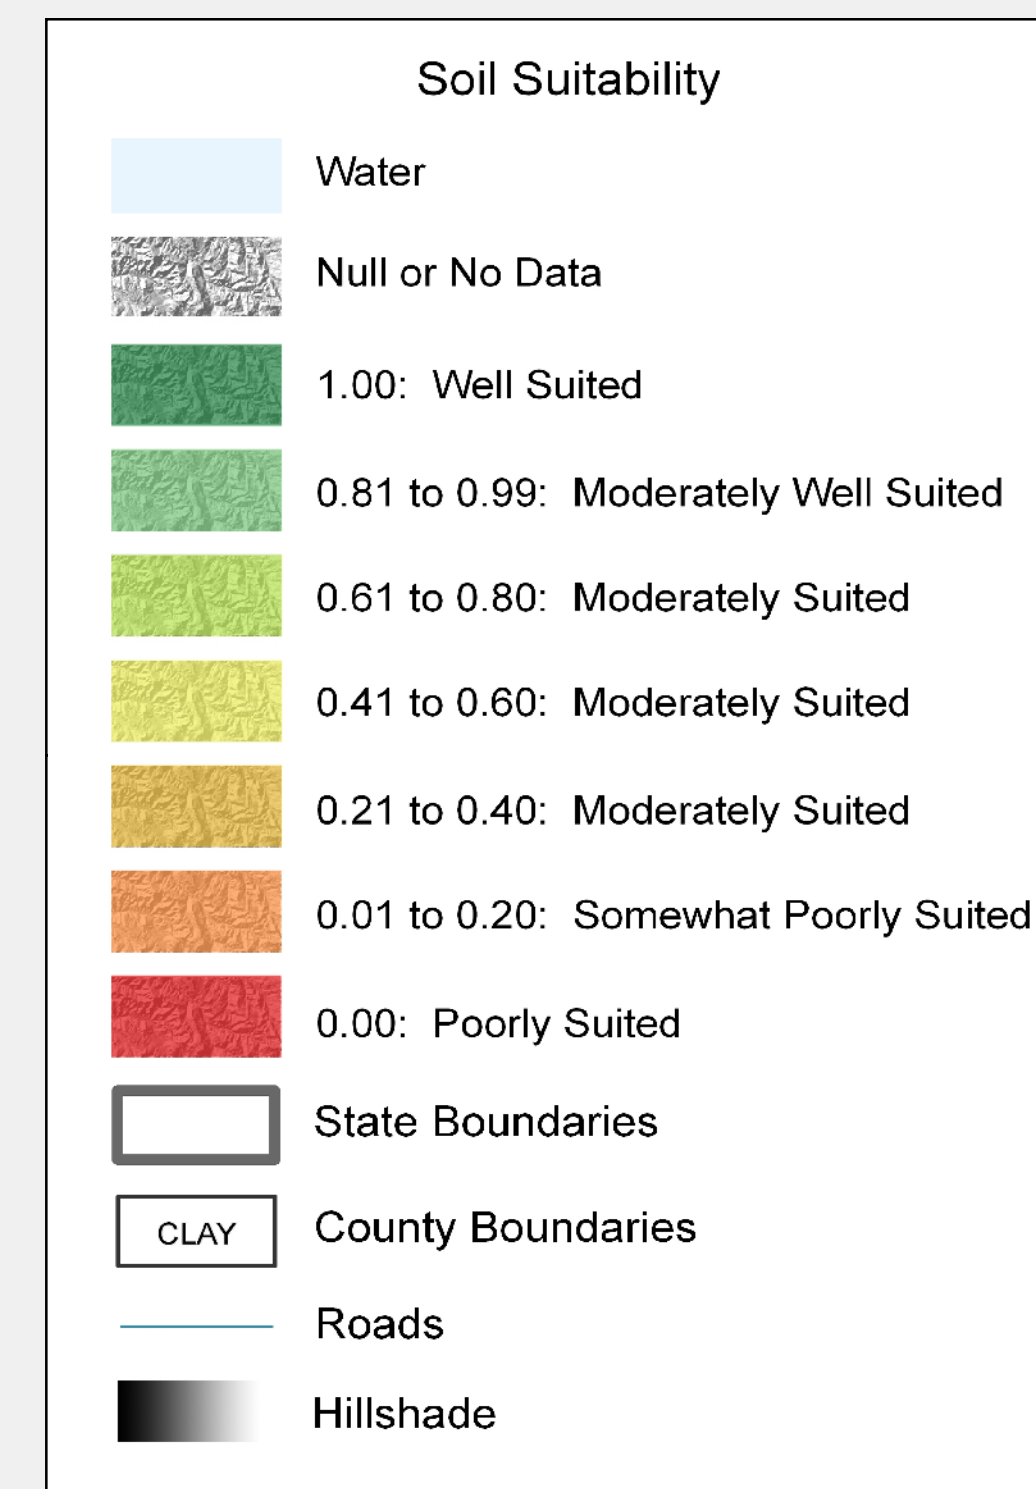 Soil Suitability
Water
Null or No Data
1.00: Well Suited
0.81 to 0.99: Moderately Well Suited
0.61 to 0.80: Moderately Suited
0.41 to 0.60: Moderately Suited
0.21 to 0.40: Moderately Suited
0.01 to 0.20: Somewhat Poorly Suited
0.00: Poorly Suited
State Boundaries
CLAY County Boundaries
Roads
Hillshade